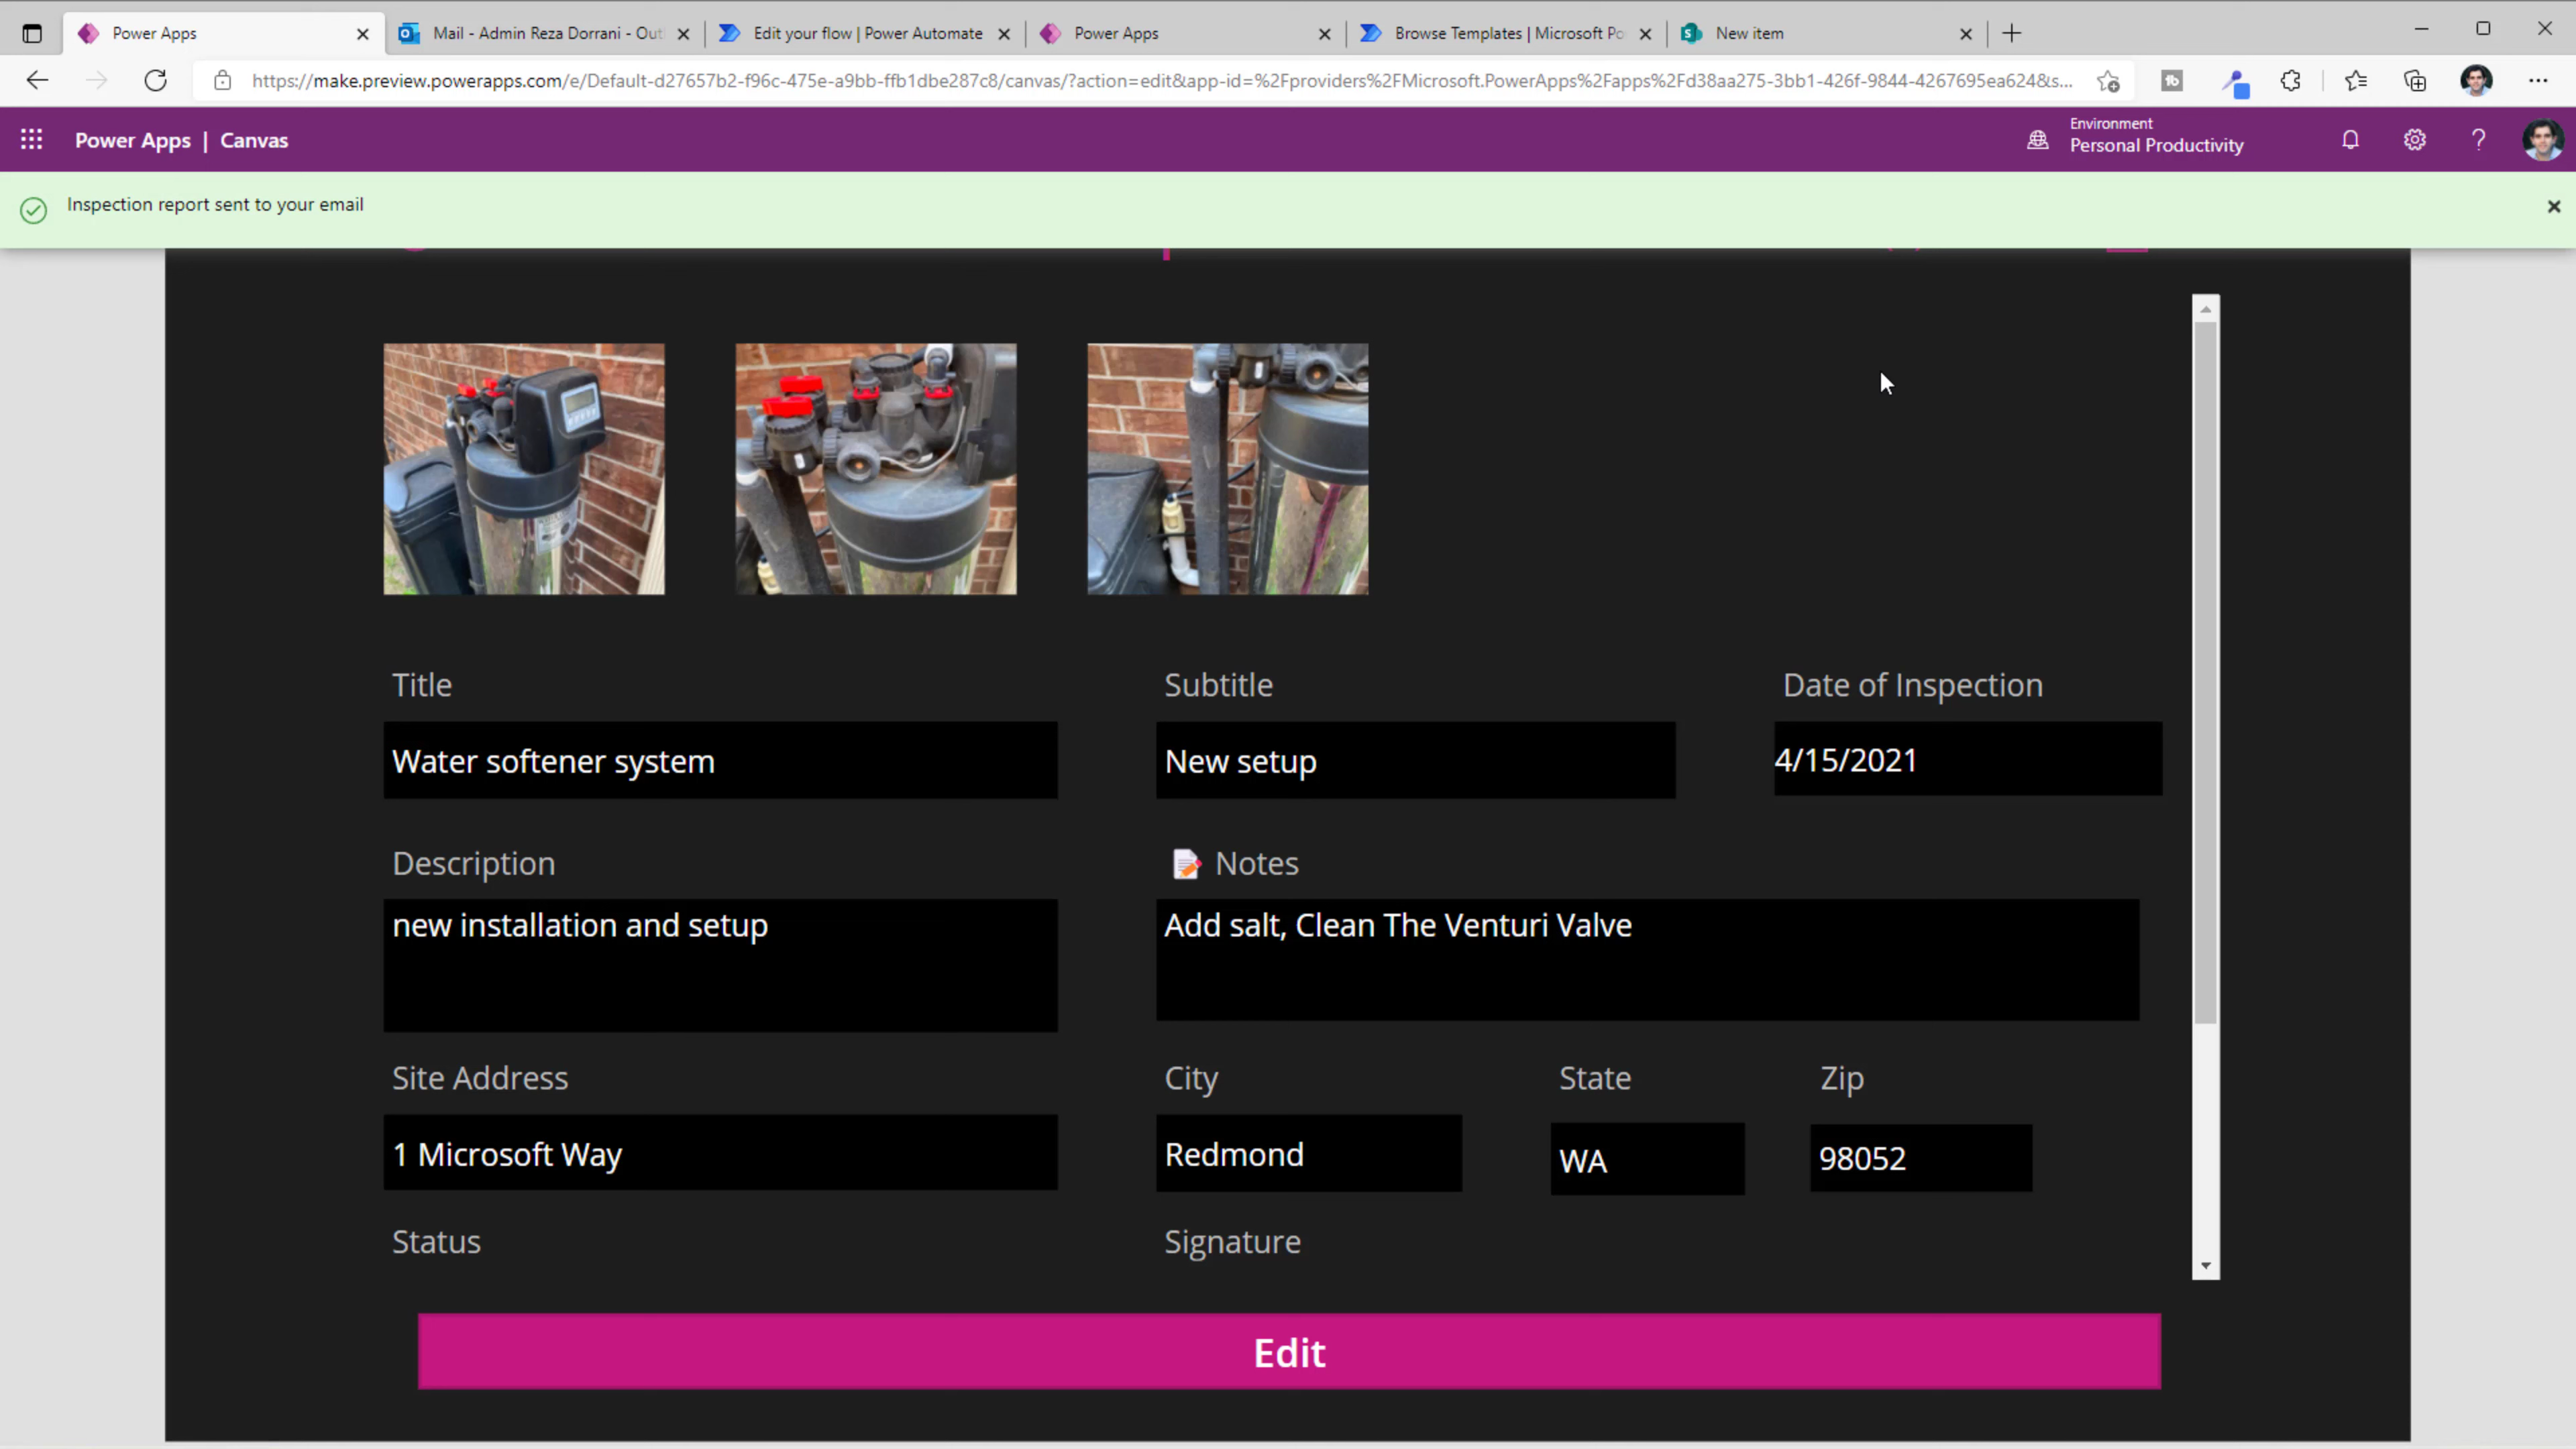 Power Apps
Mail - Admin Reza Dorrani - Out
Edit your flow | Power Automate
Power Apps
Browse Templates | Microsoft Po
New item
https://make.preview.powerapps.com/e/Default-d27657b2-f96c-475e-a9bb-ffb1dbe287c8/canvas/?action=edit&app-id=%2Fproviders%2FMicrosoft.PowerApps%2Fapps%2Fd38aa275-3bb1-426f-9844-4267695ea624&s...
Power Apps | Canvas
Environment
Personal Productivity
Inspection report sent to your email
Title
Subtitle
Date of Inspection
Water softener system
New setup
4/15/2021
Description
Notes
new installation and setup
Add salt, Clean The Venturi Valve
Site Address
City
State
Zip
1 Microsoft Way
Redmond
WA
98052
Status
Signature
Edit